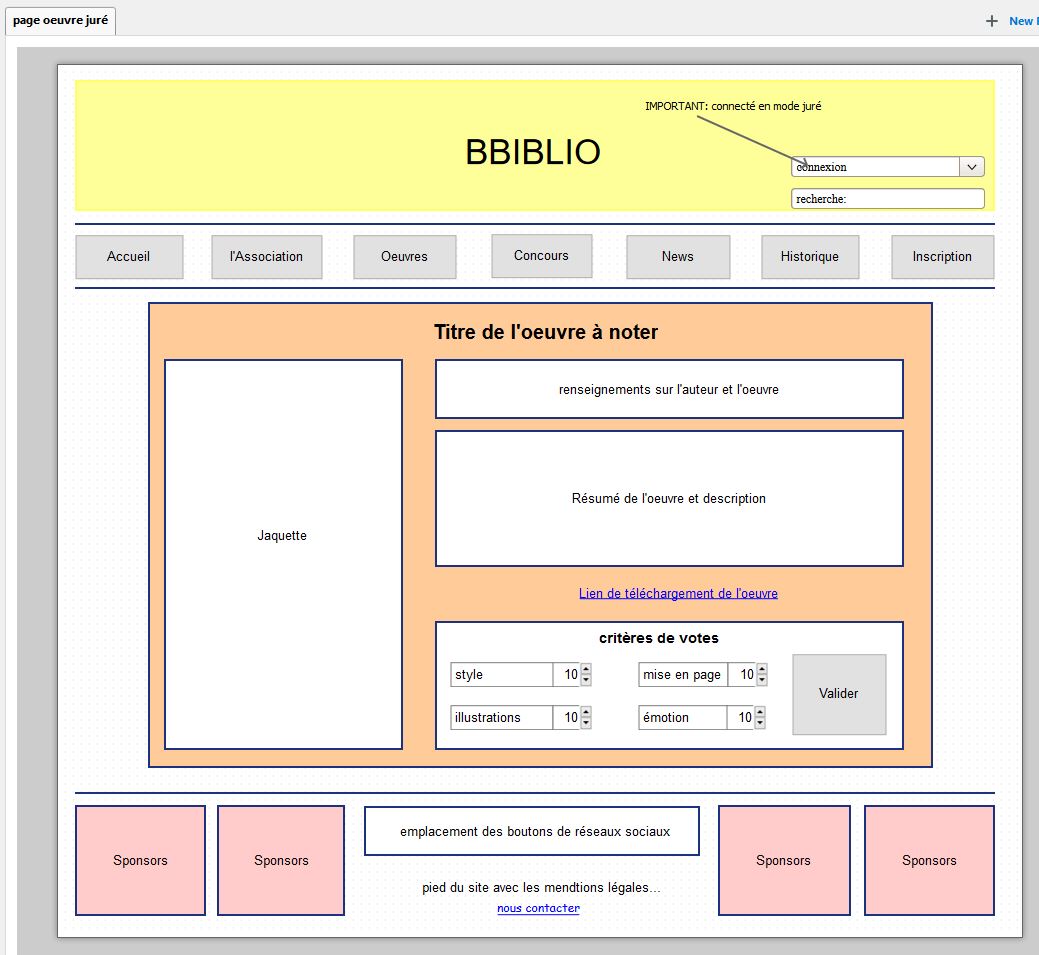 page oeuvre juré
New
IMPORTANT: connecté en mode juré
BBIBLIO
connexion
recherche:
Accueil l'Association Oeuvres Concours News Historique Inscription
Titre de l'oeuvre à noter
Jaquette
renseignements sur l'auteur et l'oeuvre
Résumé de l'oeuvre et description
Lien de téléchargement de l'oeuvre
critères de votes
style 10 mise en page 10
illustrations 10 émotion 10
Valider
Sponsors Sponsors
emplacement des boutons de réseaux sociaux
pied du site avec les mendtions légales...
nous contacter
Sponsors Sponsors